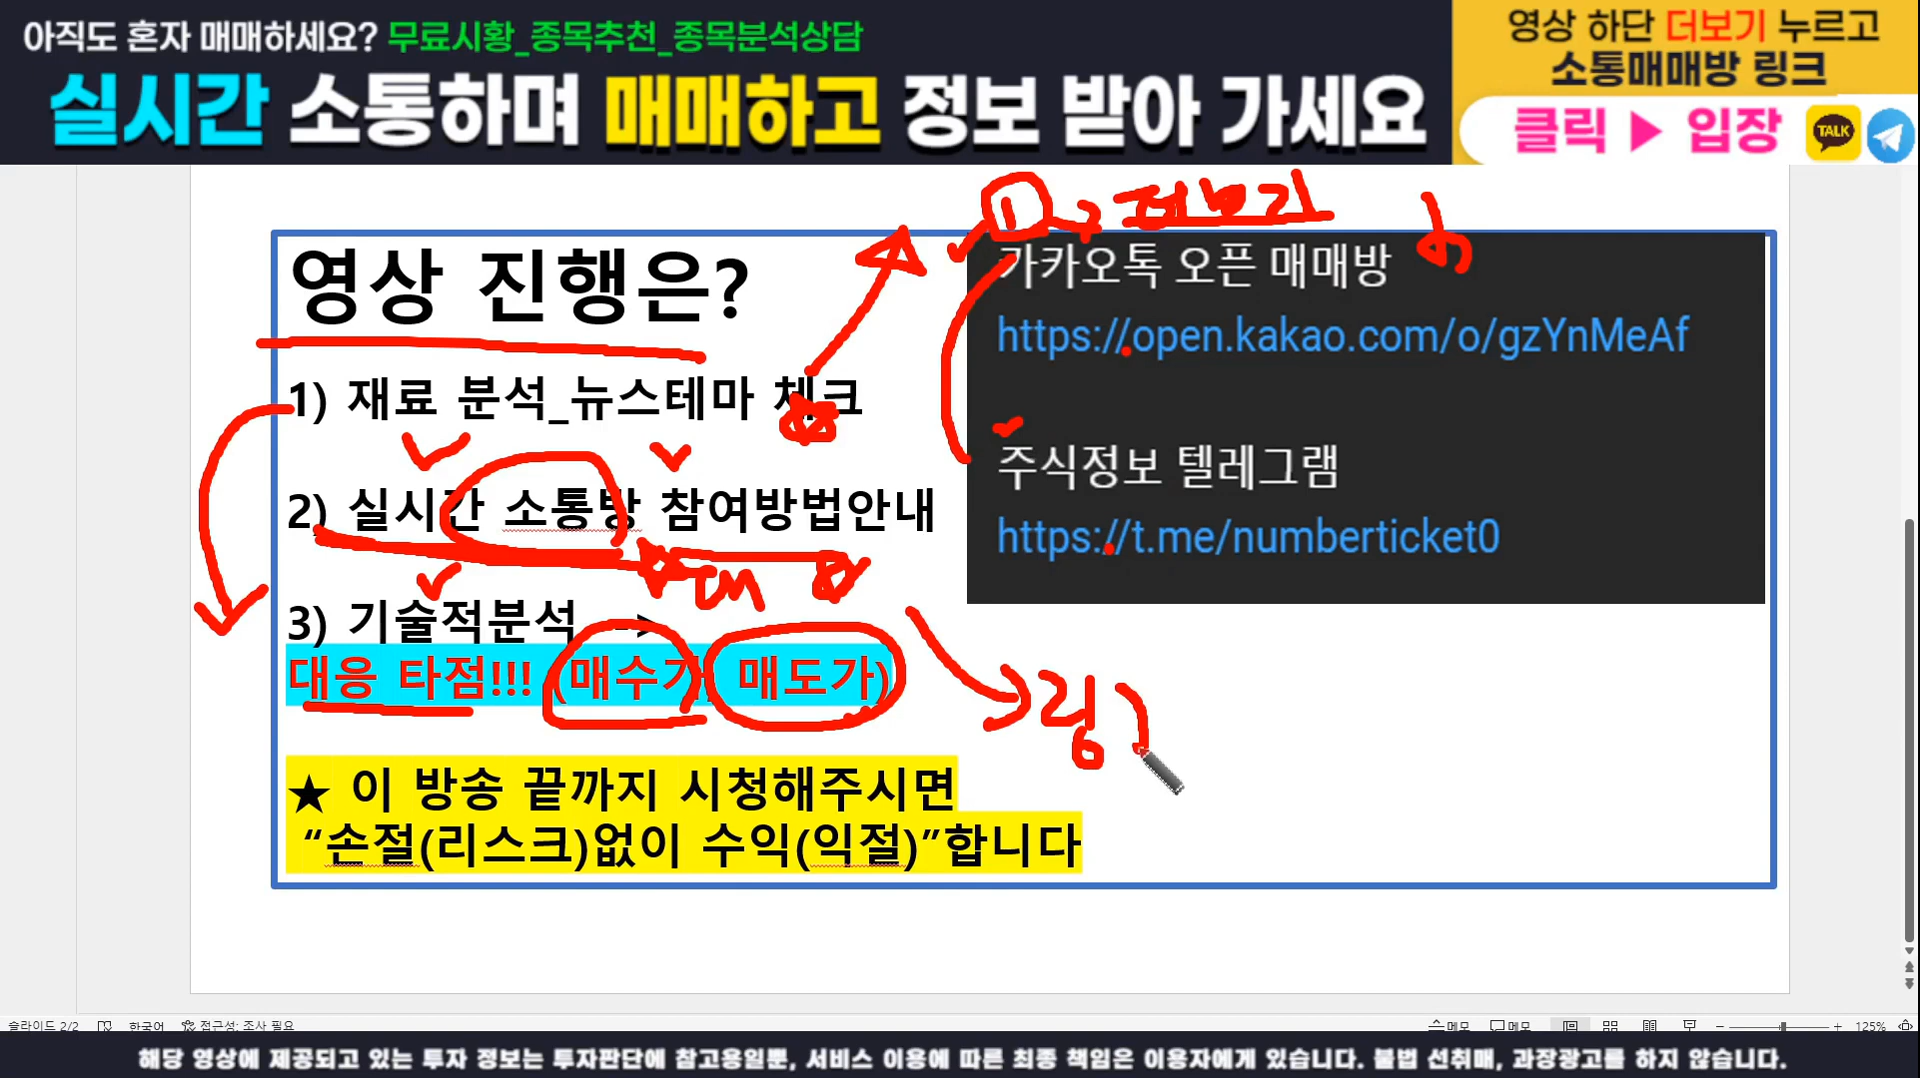 아직도 혼자 매매하세요? 무료시황_종목추천_종목분석상담
실시간 소통하며 매매하고 정보 받아 가세요
영상 하단 더보기 누르고
소통매매방 링크
클릭 ▶ 입장
TALK
① → 정보기
영상 진행은?
1) 재료 분석_뉴스테마 체크
2) 실시간 소통방 참여방법안내
3) 기술적분석 ->
대응 타점!!! (매수가, 매도가)
★ 이 방송 끝까지 시청해주시면
“손절(리스크)없이 수익(익절)”합니다
카카오톡 오픈 매매방
https://open.kakao.com/o/gzYnMeAf
주식정보 텔레그램
https://t.me/numberticket0
링
슬라이드 2/2 한국어 접근성: 조사 필요
메모 메모 125%
해당 영상에 제공되고 있는 투자 정보는 투자판단에 참고용일뿐, 서비스 이용에 따른 최종 책임은 이용자에게 있습니다. 불법 선취매, 과장광고를 하지 않습니다.